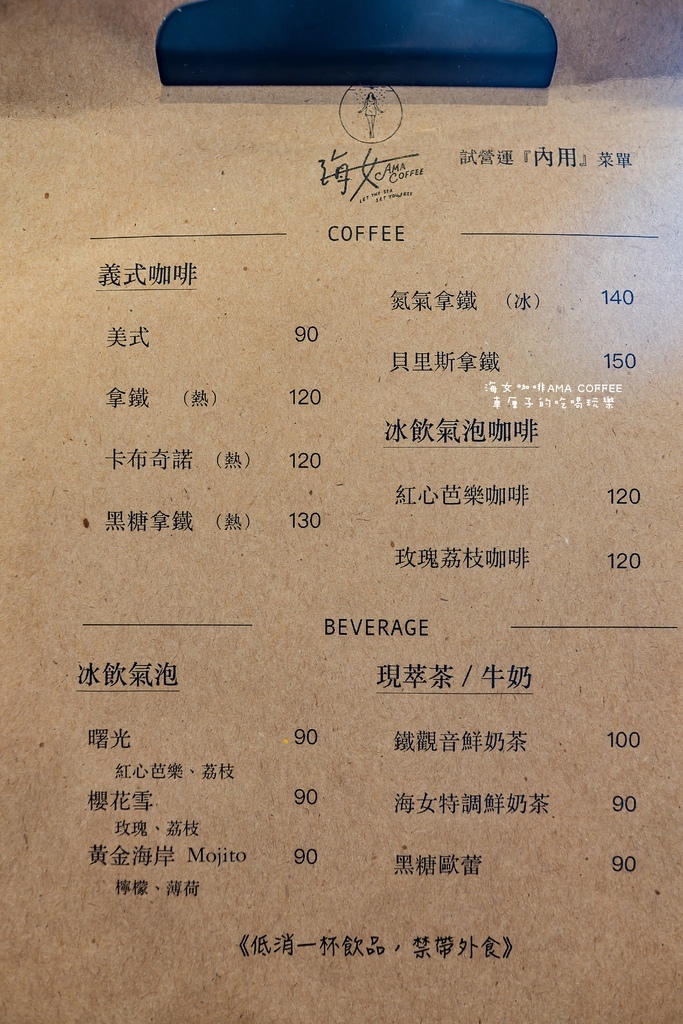 海女 AMA COFFEE
LET THE SEA
SET YOU FREE
試營運『內用』菜單
COFFEE
義式咖啡
美式 90
拿鐵 (熱) 120
卡布奇諾 (熱) 120
黑糖拿鐵 (熱) 130
氮氣拿鐵 (冰) 140
貝里斯拿鐵 150
海女咖啡AMA COFFEE
車厘子的吃喝玩樂
冰飲氣泡咖啡
紅心芭樂咖啡 120
玫瑰荔枝咖啡 120
BEVERAGE
冰飲氣泡
曙光 90
紅心芭樂、荔枝
櫻花雪 90
玫瑰、荔枝
黃金海岸 Mojito 90
檸檬、薄荷
現萃茶 / 牛奶
鐵觀音鮮奶茶 100
海女特調鮮奶茶 90
黑糖歐蕾 90
《低消一杯飲品，禁帶外食》